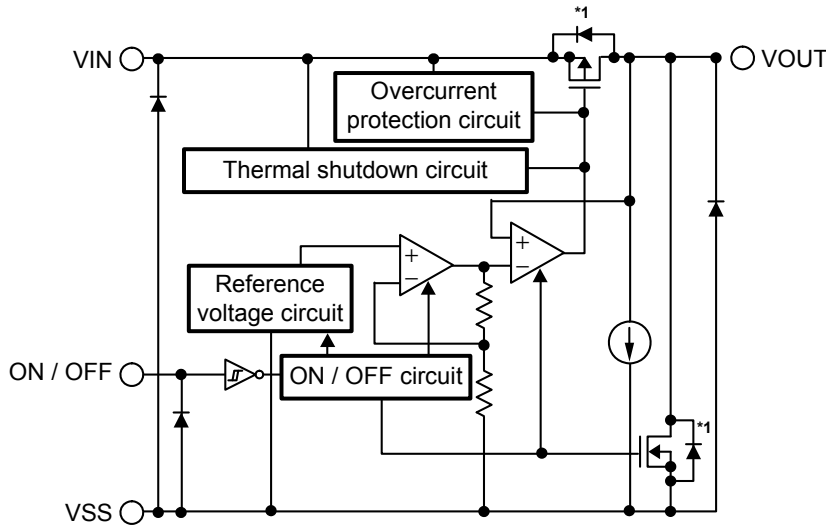 *1
VIN
VOUT
Overcurrent
protection circuit
Thermal shutdown circuit
+
−
+
−
Reference
voltage circuit
ON / OFF
ON / OFF circuit
*1
VSS